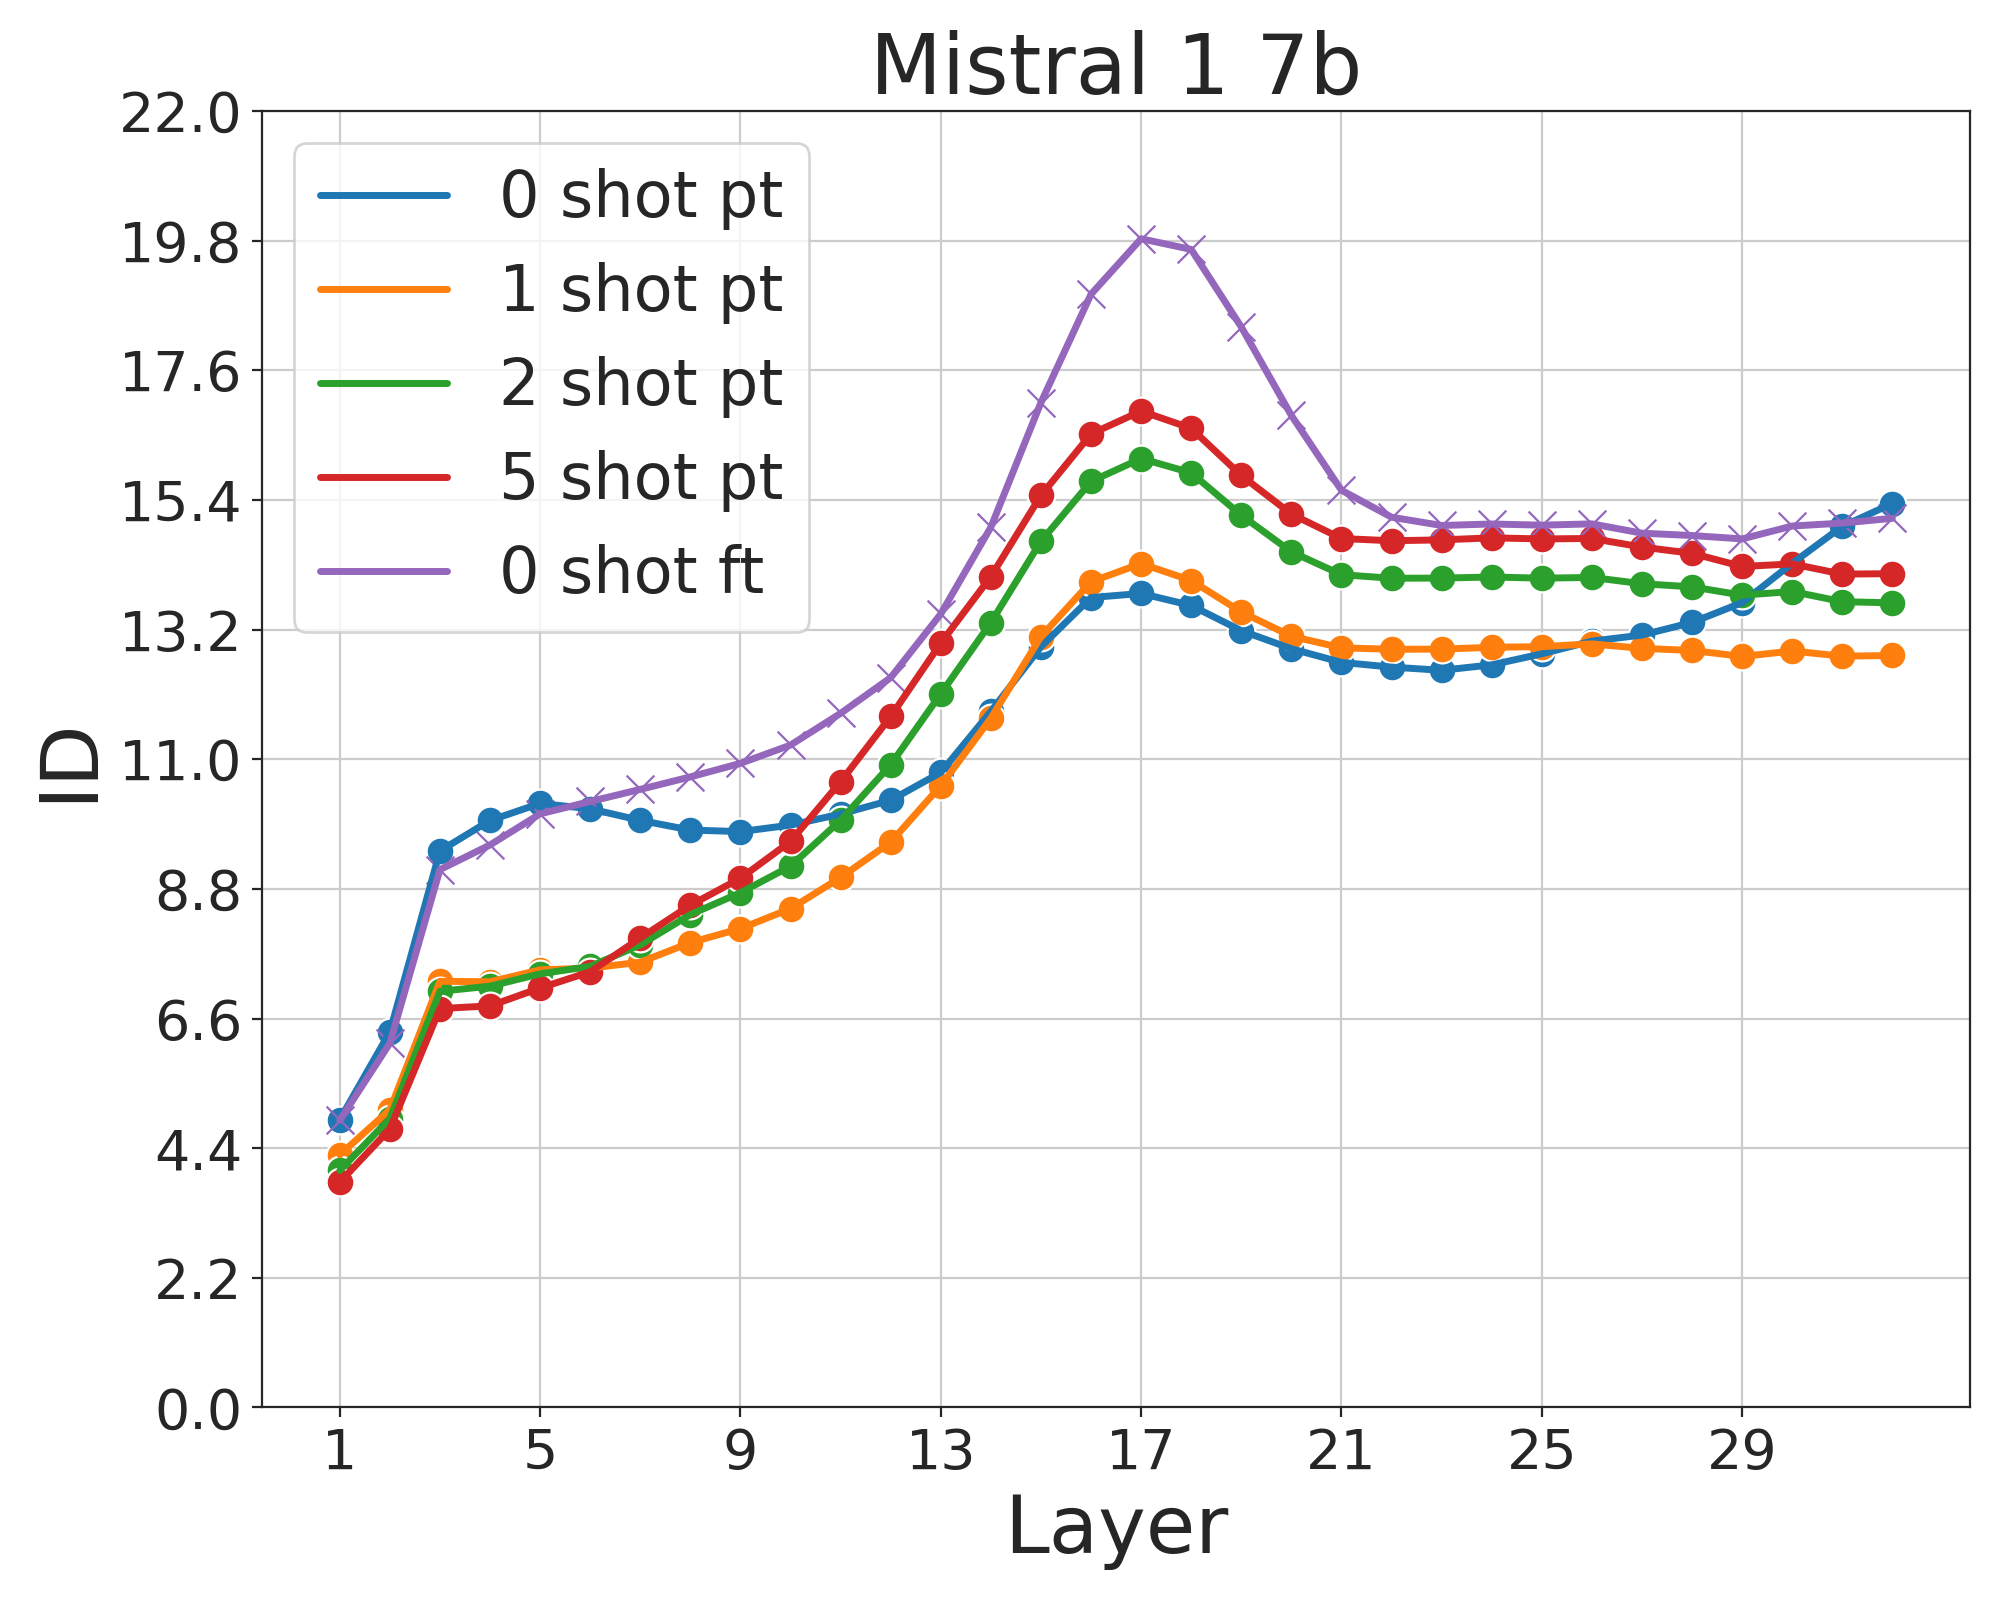 Mistral 1 7b
22.0
19.8
17.6
15.4
13.2
11.0
8.8
6.6
4.4
2.2
0.0
ID
0 shot pt
1 shot pt
2 shot pt
5 shot pt
0 shot ft
1 5 9 13 17 21 25 29
Layer